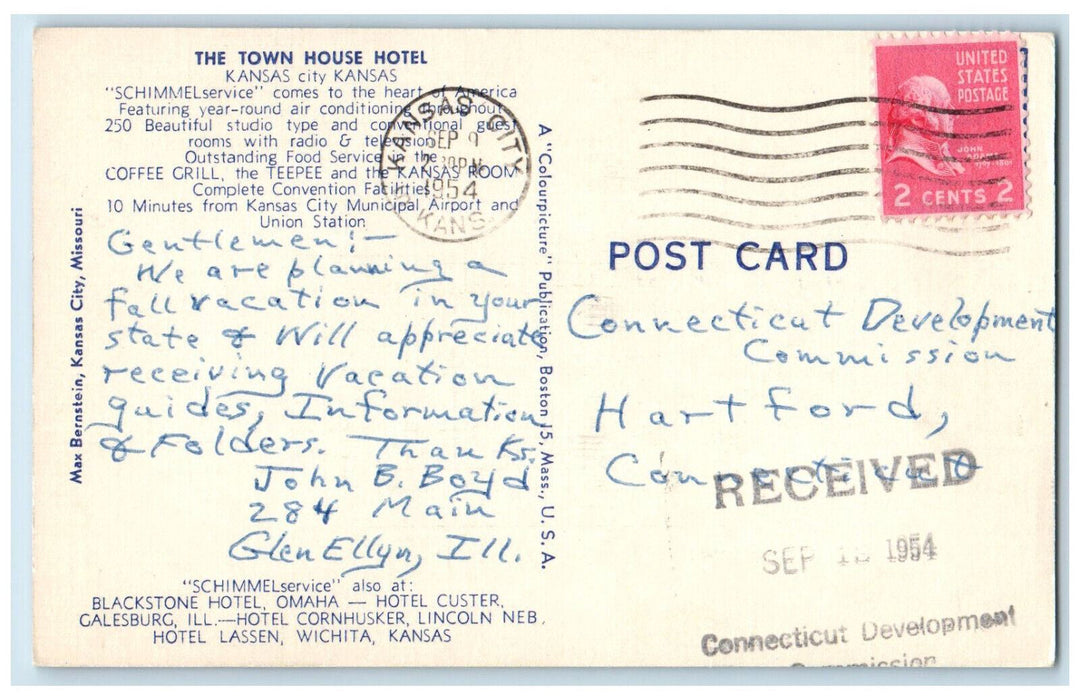 THE TOWN HOUSE HOTEL
KANSAS city KANSAS
"SCHIMMELservice" comes to the heart of America
Featuring year-round air conditioning throughout
250 Beautiful studio type and conventional guest
rooms with radio & television
Outstanding Food Service in the
COFFEE GRILL, the TEEPEE and the KANSAS ROOM
Complete Convention Facilities
10 Minutes from Kansas City Municipal Airport and
Union Station
Gentlemen:—
We are planning a
fall vacation in your
state & Will appreciate
receiving Vacation
guides, Information
& Folders. Thanks.
John B. Boyd
284 Main
Glen Ellyn, Ill.
"SCHIMMELservice" also at:
BLACKSTONE HOTEL, OMAHA — HOTEL CUSTER,
GALESBURG, ILL.—HOTEL CORNHUSKER, LINCOLN NEB.
HOTEL LASSEN, WICHITA, KANSAS
Max Bernstein, Kansas City, Missouri
A "Colourpicture" Publication, Boston 15, Mass., U. S. A.
KANSAS CITY
SEP 9
1954
KANS.
UNITED
STATES
POSTAGE
JOHN
2 CENTS 2
POST CARD
Connecticut Development
Commission
Hartford,
Connecticut
RECEIVED
SEP 1954
Connecticut Development
Commission